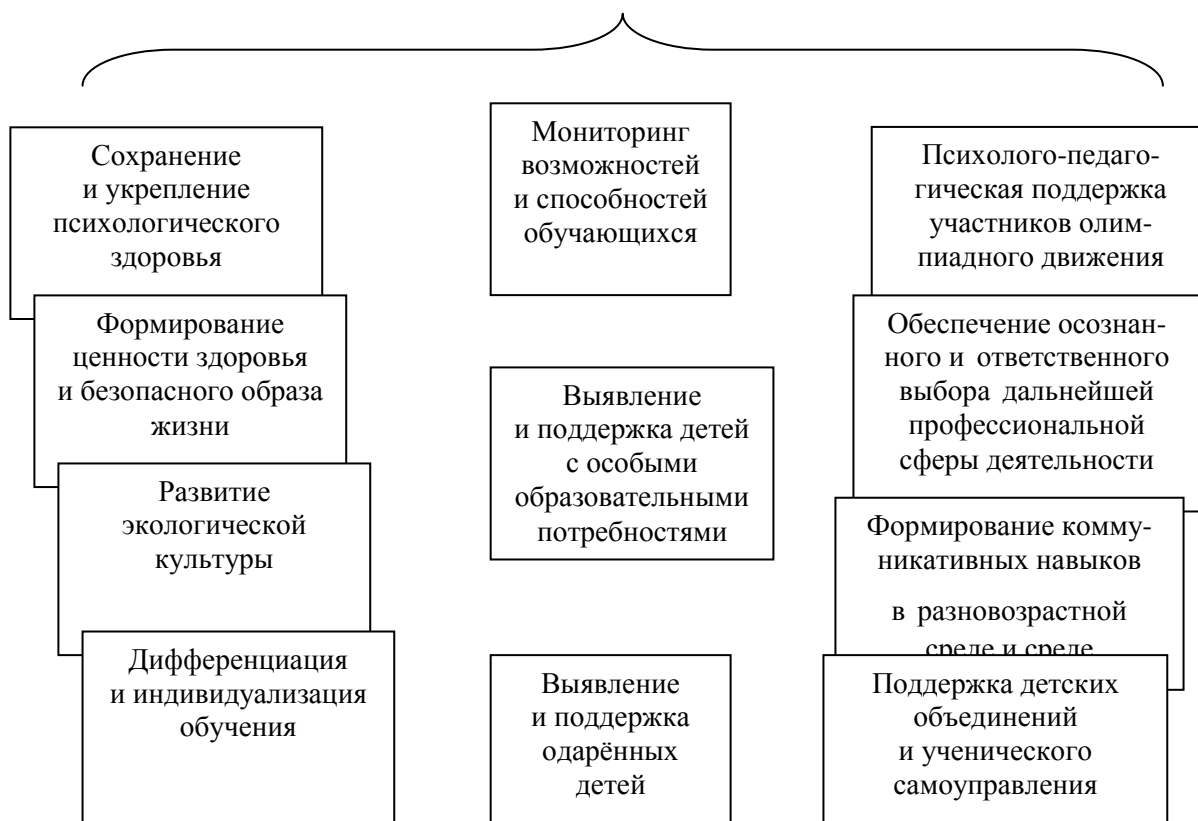 Сохранение
и укрепление
психологического
здоровья
Формирование
ценности здоровья
и безопасного образа
жизни
Развитие
экологической
культуры
Дифференциация
и индивидуализация
обучения
Мониторинг
возможностей
и способностей
обучающихся
Выявление
и поддержка детей
с особыми
образовательными
потребностями
Выявление
и поддержка
одарённых
детей
Психолого-педаго-
гическая поддержка
участников олим-
пиадного движения
Обеспечение осознан-
ного и ответственного
выбора дальнейшей
профессиональной
сферы деятельности
Формирование комму-
никативных навыков
в разновозрастной
среде и среде
Поддержка детских
объединений
и ученического
самоуправления